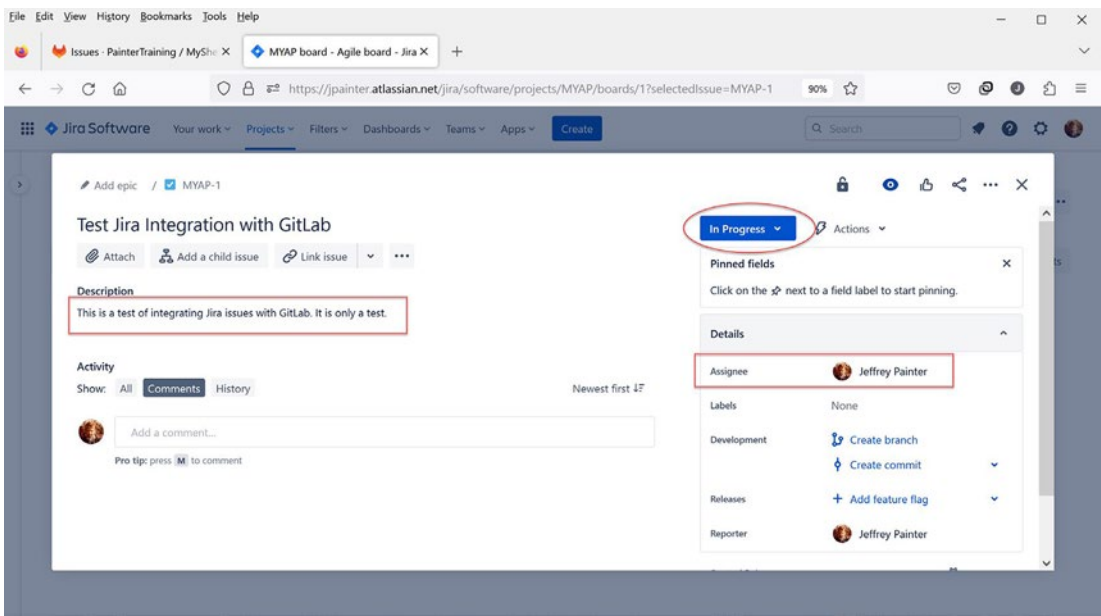 File Edit View History Bookmarks Tools Help
Issues · PainterTraining / MyShe
MYAP board - Agile board - Jira
https://jpainter.atlassian.net/jira/software/projects/MYAP/boards/1?selectedIssue=MYAP-1
90%
Jira Software
Your work Projects Filters Dashboards Teams Apps
Create
Search
Add epic / MYAP-1
Test Jira Integration with GitLab
In Progress
Actions
Attach
Add a child issue
Link issue
Pinned fields
Click on the next to a field label to start pinning.
Description
This is a test of integrating Jira issues with GitLab. It is only a test.
Details
Activity
Show: All Comments History
Newest first
Assignee Jeffrey Painter
Labels None
Add a comment...
Pro tip: press M to comment
Development Create branch
Create commit
Releases Add feature flag
Reporter Jeffrey Painter